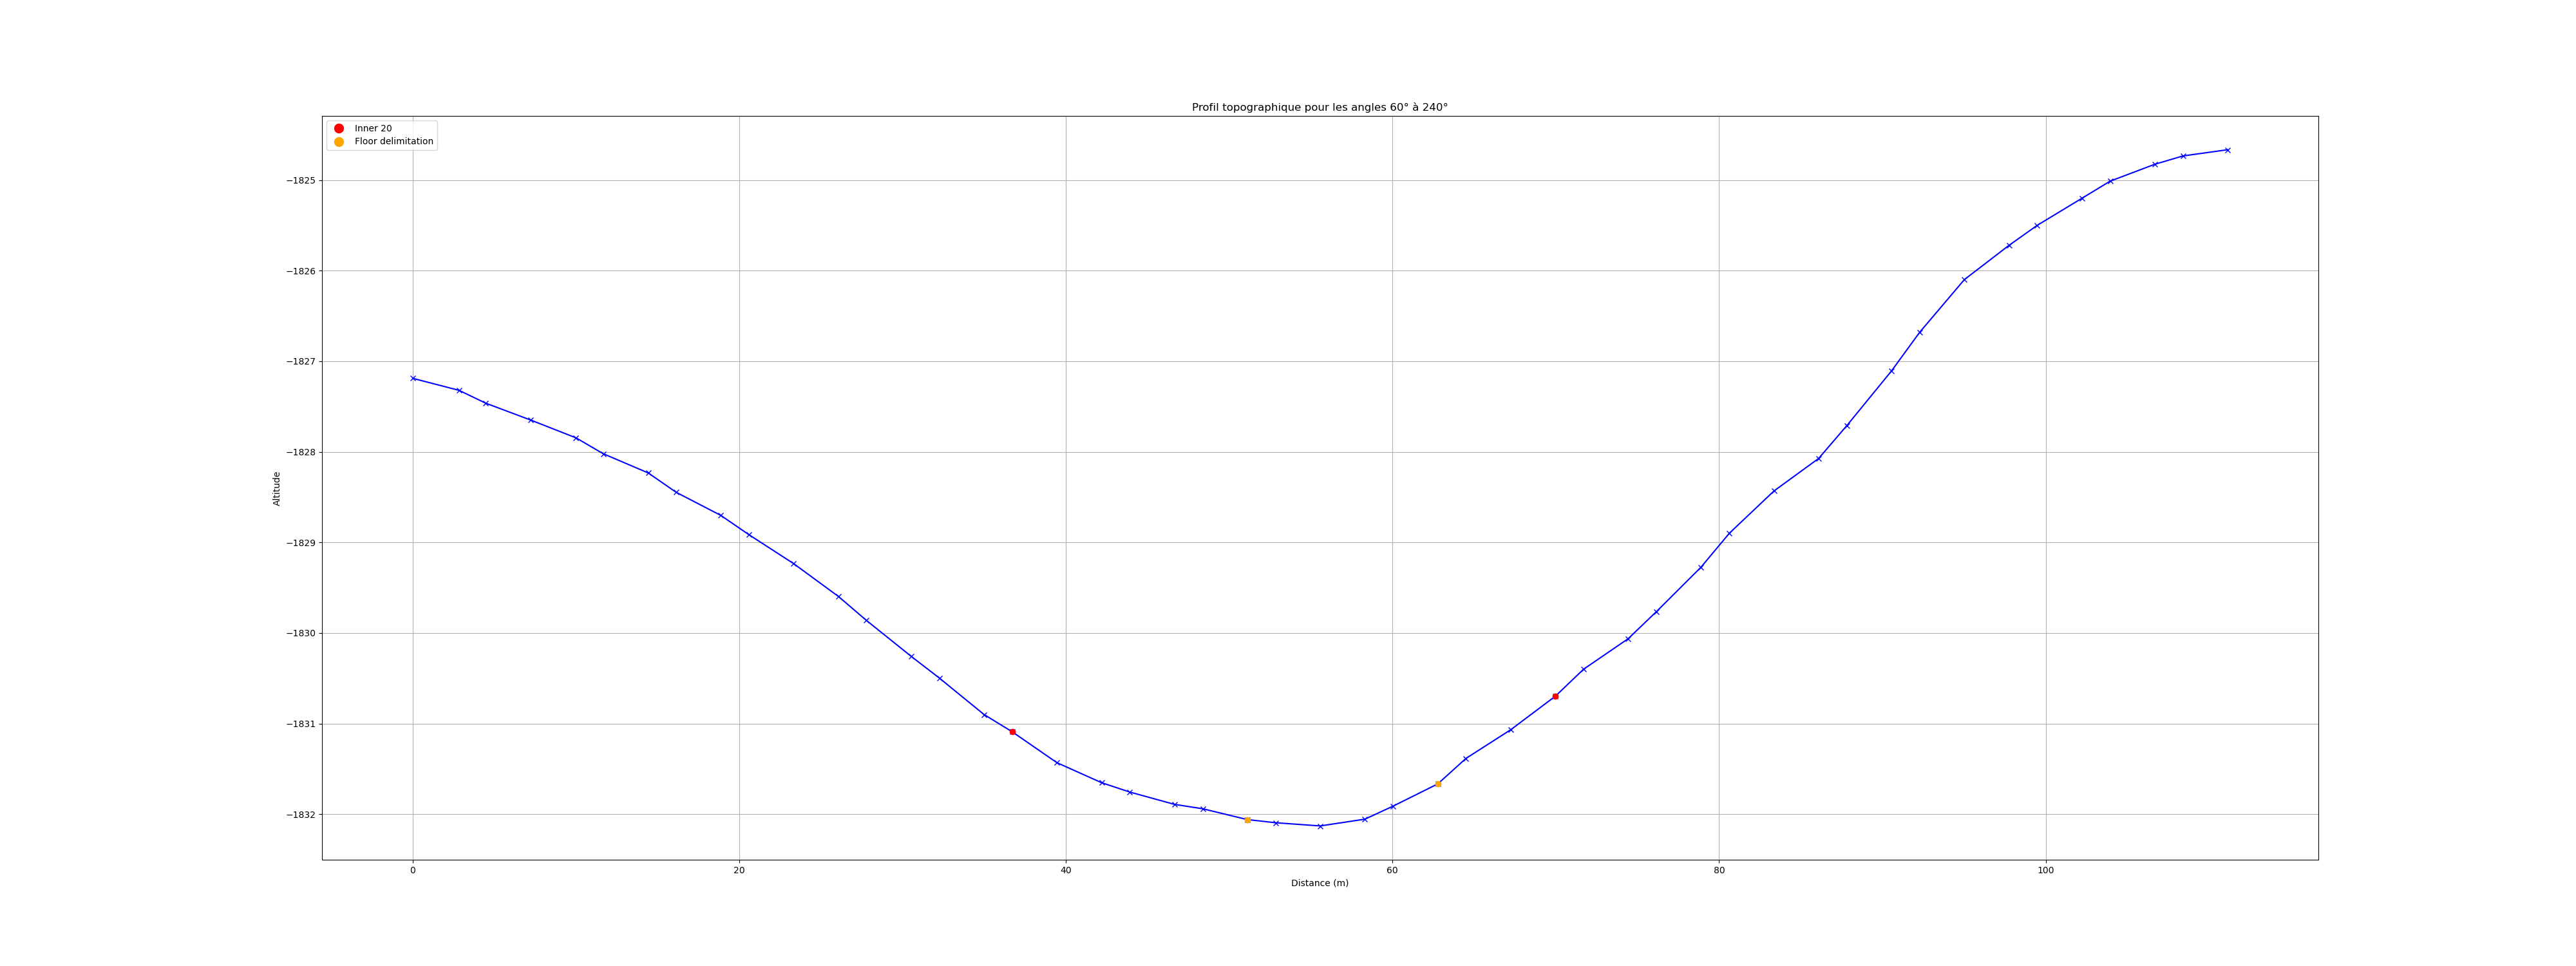 Profil topographique pour les angles 60° à 240°
Inner 20
Floor delimitation
−1825
−1826
−1827
−1828
−1829
−1830
−1831
−1832
Altitude
0 20 40 60 80 100
Distance (m)